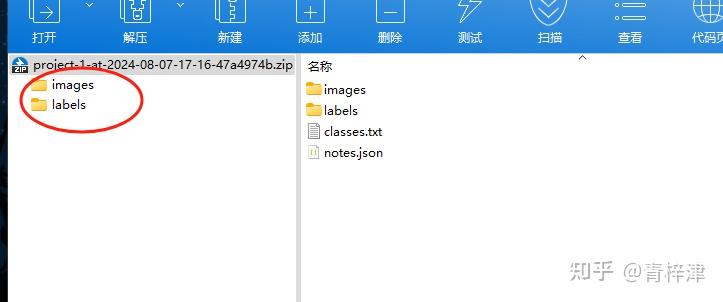 打开 解压 新建 添加 删除 测试 扫描 查看 代码页
project-1-at-2024-08-07-17-16-47a4974b.zip
images
labels
名称
images
labels
classes.txt
notes.json
ZIP
知乎 @青梓津